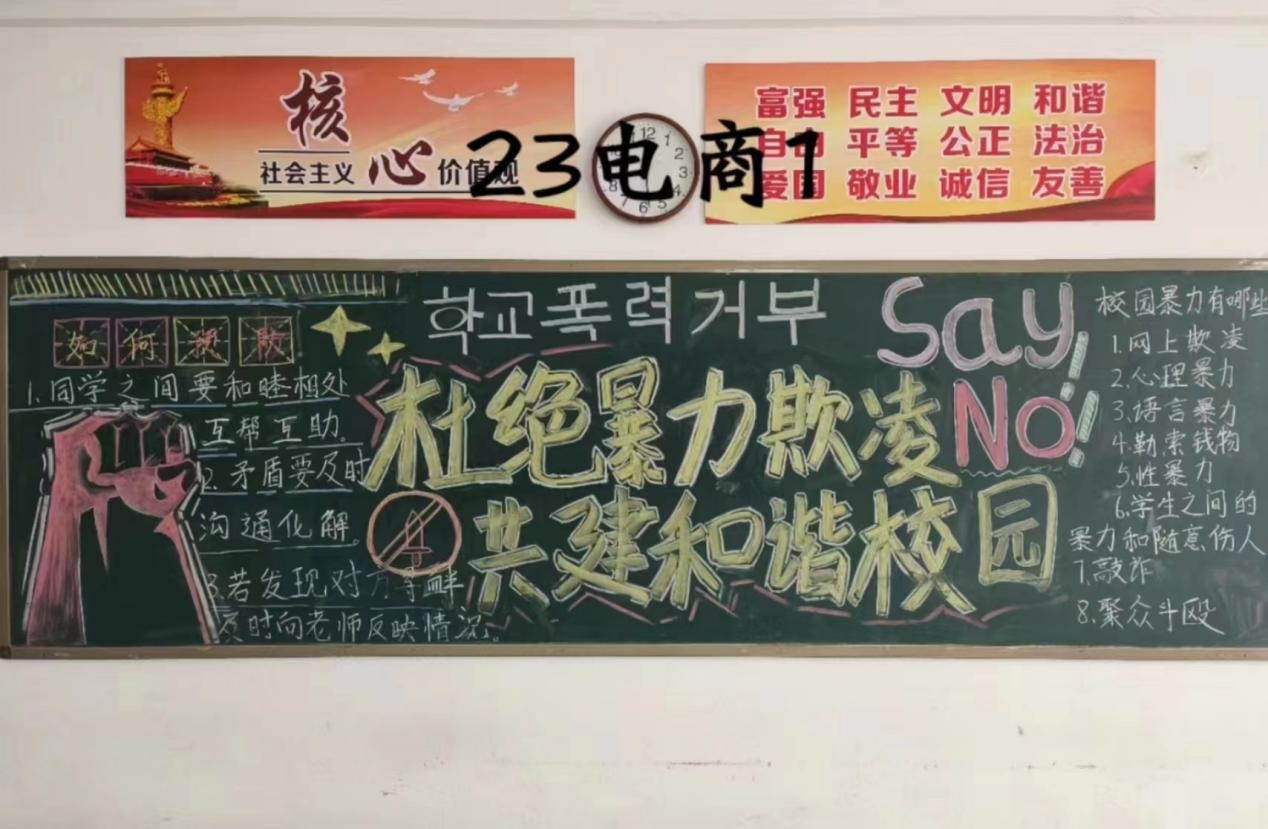 核
社会主义 心 价值观
富强 民主 文明 和谐
自由 平等 公正 法治
爱国 敬业 诚信 友善
23电商1
12
1
2
3
4
5
6
如何
1.同学之间要和睦相处
互帮互助。
2.矛盾要及时
沟通化解。
3.若发现对方寻衅
及时向老师反映情况。
학교폭력거부
Say
No!
杜绝暴力欺凌
共建和谐校园
校园暴力有哪些
1.网上欺凌
2.心理暴力
3.语言暴力
4.勒索钱物
5.性暴力
6.学生之间的
暴力和随意伤人
7.敲诈
8.聚众斗殴